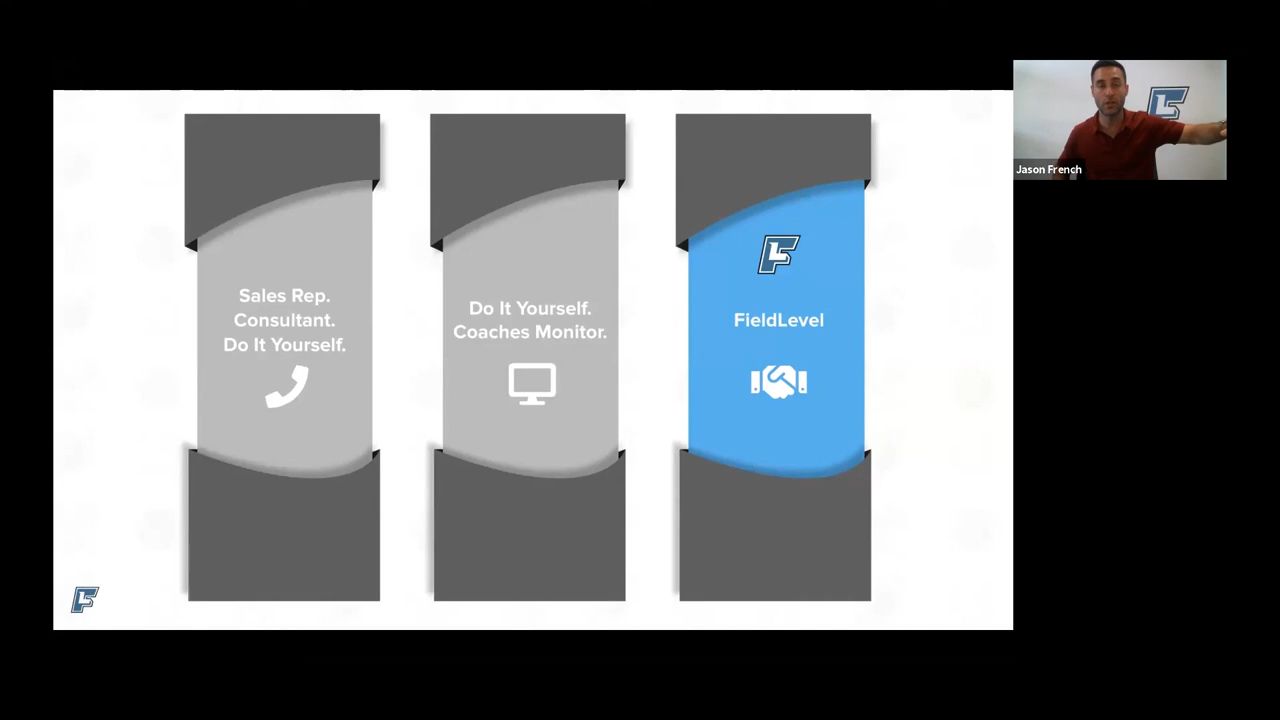 Sales Rep.
Consultant.
Do It Yourself.
Do It Yourself.
Coaches Monitor.
FieldLevel
Jason French